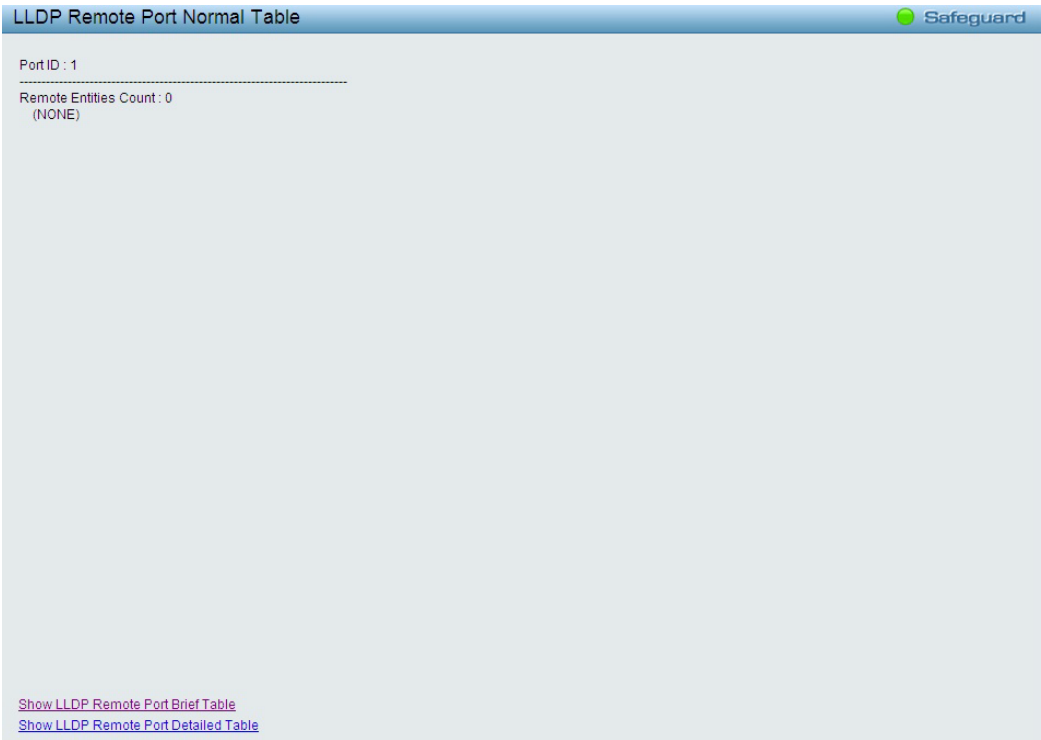 LLDP Remote Port Normal Table
Safeguard
Port ID : 1
--------------------------------------------------------------------------------
Remote Entities Count : 0
(NONE)
Show LLDP Remote Port Brief Table
Show LLDP Remote Port Detailed Table